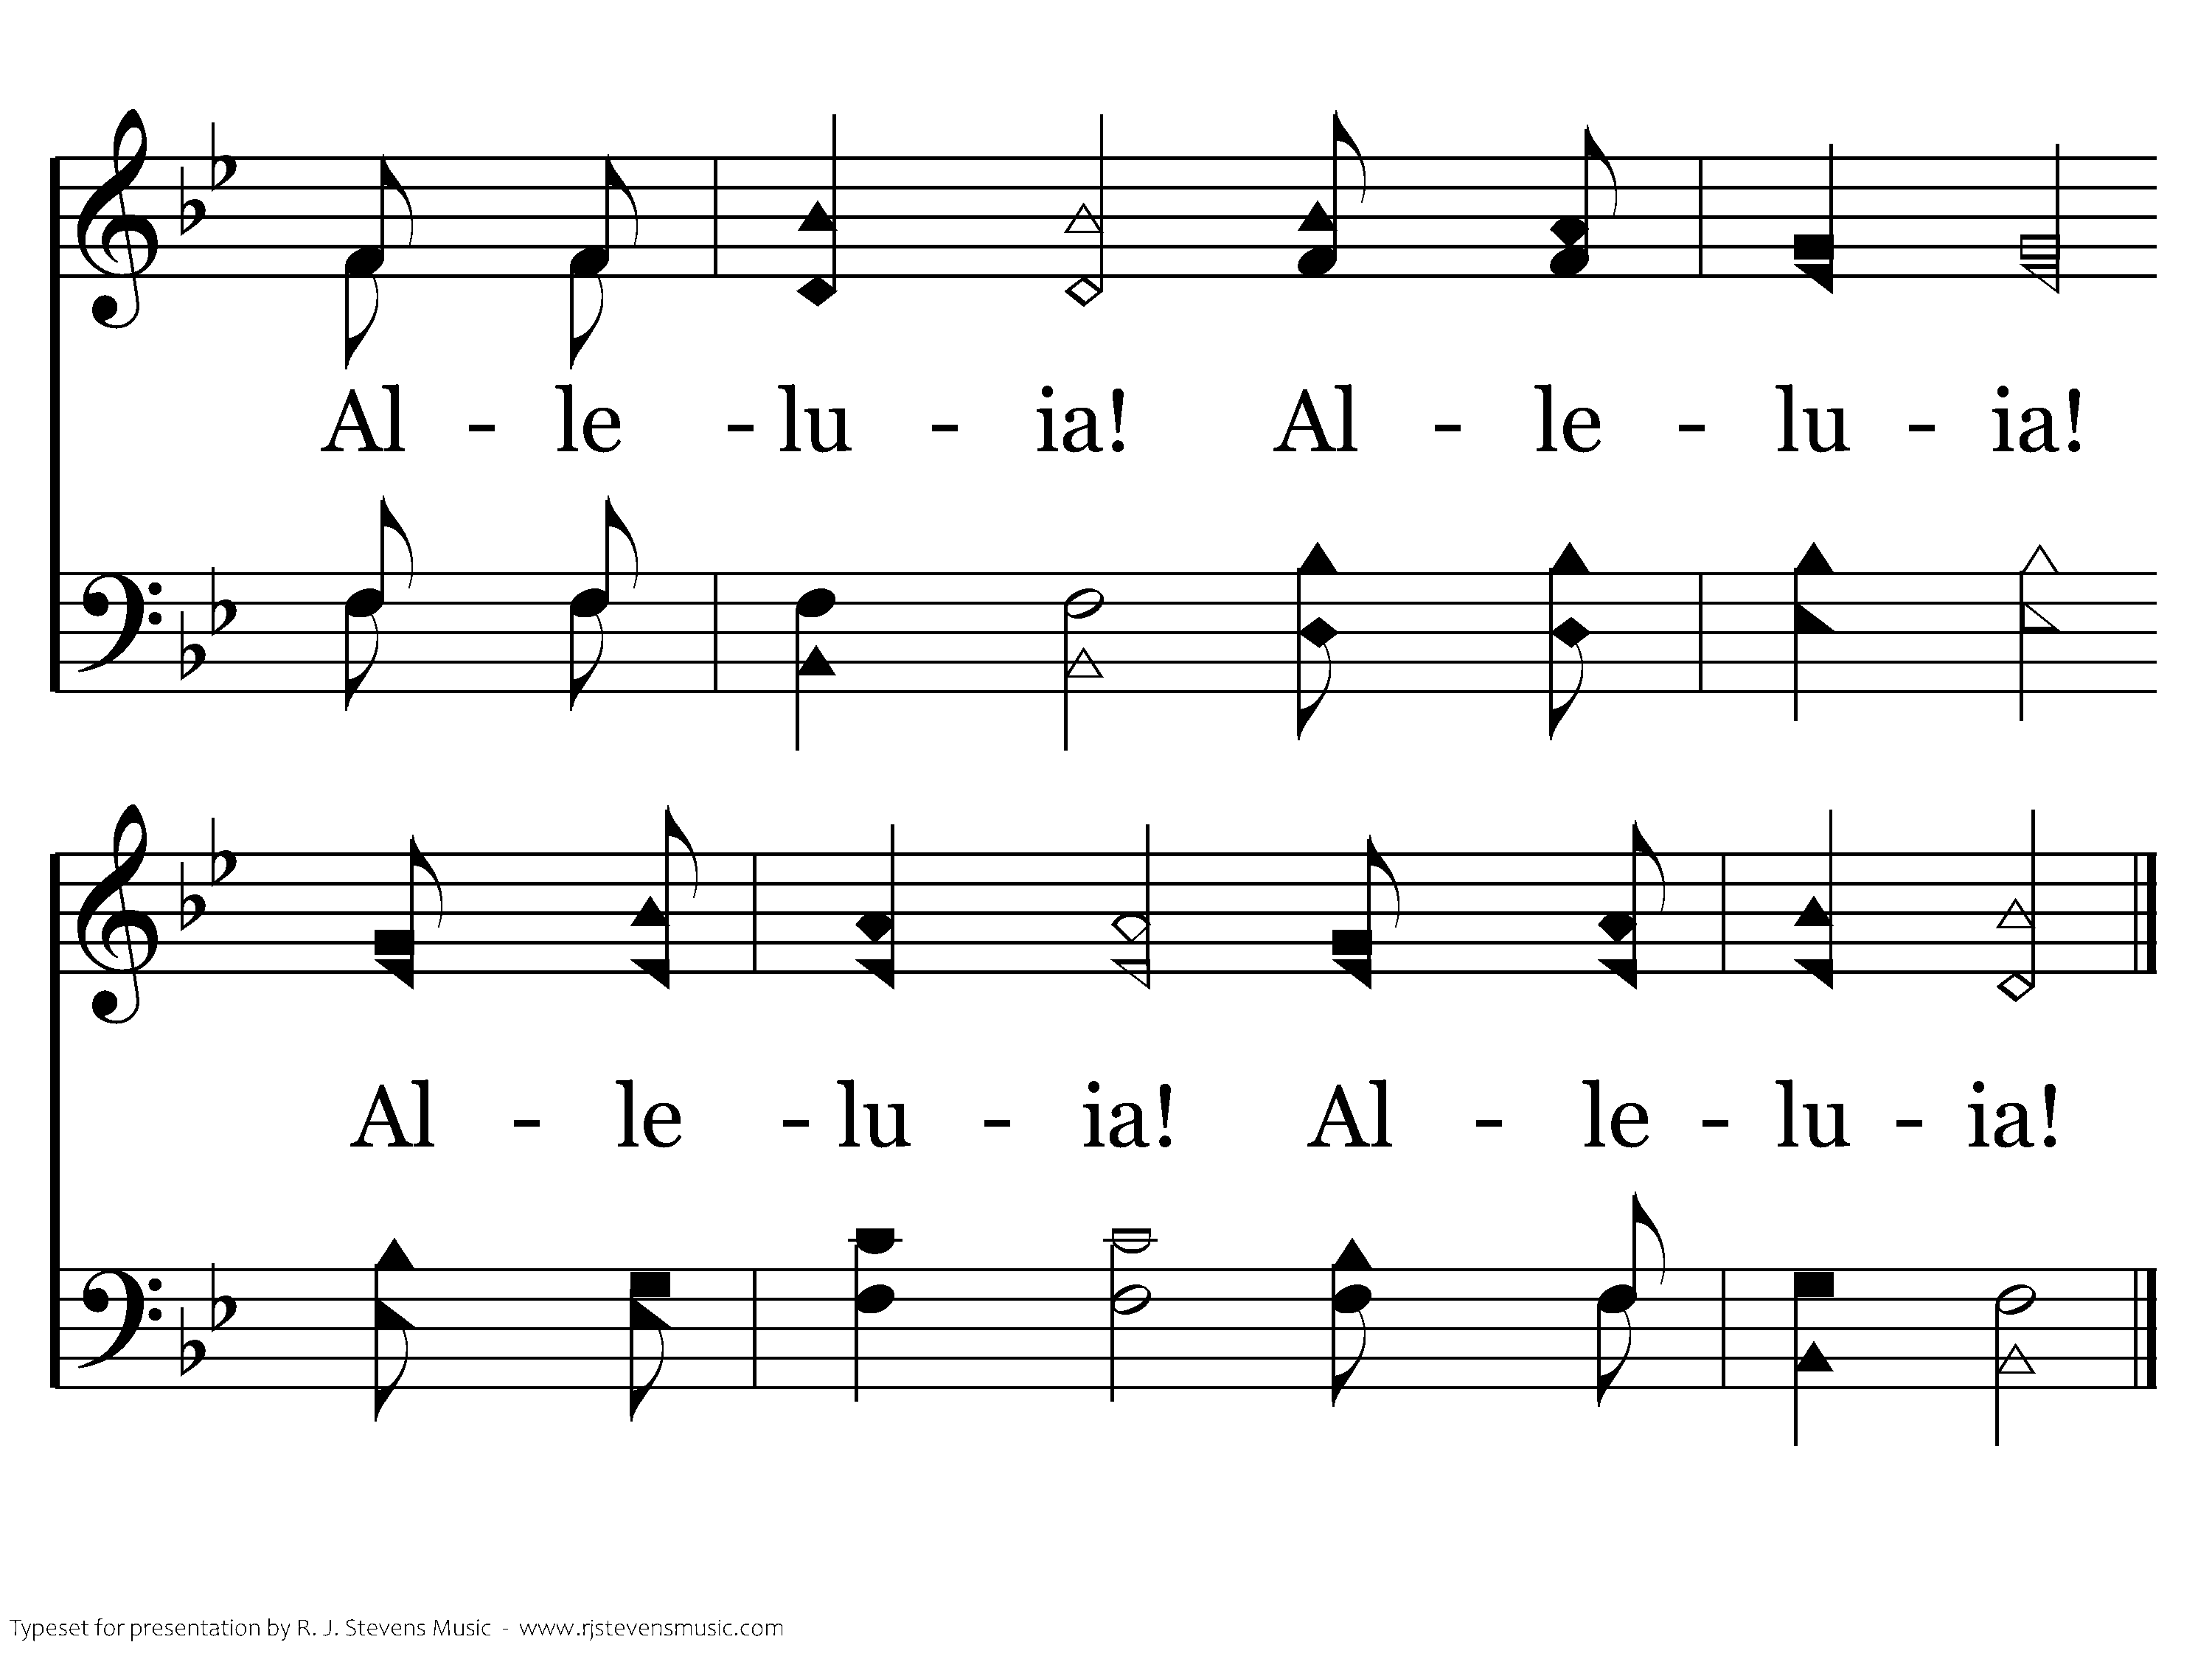 Al - le - lu - ia! Al - le - lu - ia!
Al - le - lu - ia! Al - le - lu - ia!
Typeset for presentation by R. J. Stevens Music - www.rjstevensmusic.com